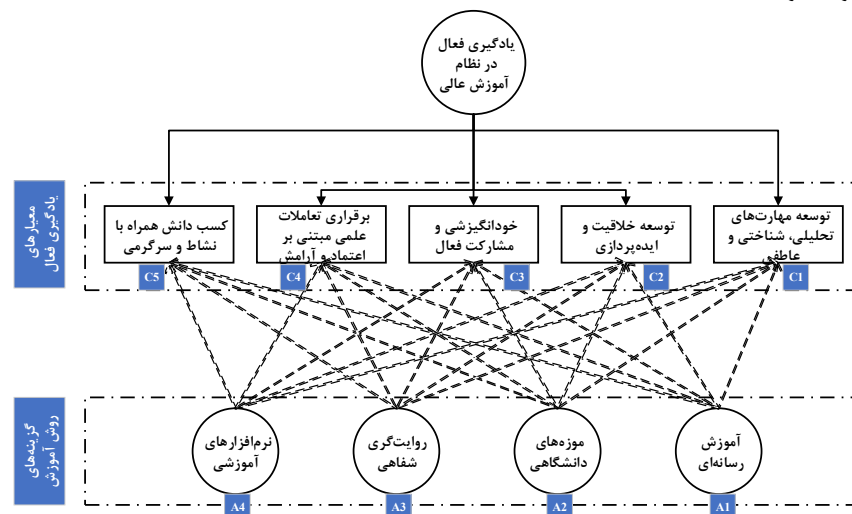 یادگیری فعال
در نظام
آموزش عالی
معیارهای
یادگیری فعال
توسعه مهارت‌های
تحلیلی، شناختی و
عاطفی
C1
توسعه خلاقیت و
ایده‌پردازی
C2
خودانگیزشی و
مشارکت فعال
C3
برقراری تعاملات
علمی مبتنی بر
اعتماد و آرامش
C4
کسب دانش همراه با
نشاط و سرگرمی
C5
گزینه‌های
روش آموزش
آموزش
رسانه‌ای
A1
موزه‌های
دانشگاهی
A2
روایت‌گری
شفاهی
A3
نرم‌افزارهای
آموزشی
A4